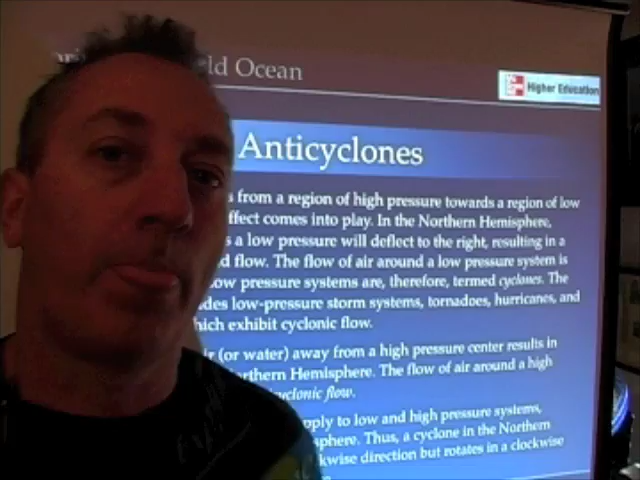 ld Ocean
Higher Education
Anticyclones
s from a region of high pressure towards a region of low
ffect comes into play. In the Northern Hemisphere,
s a low pressure will deflect to the right, resulting in a
d flow. The flow of air around a low pressure system is
ow pressure systems are, therefore, termed cyclones. The
des low-pressure storm systems, tornadoes, hurricanes, and
hich exhibit cyclonic flow.
ir (or water) away from a high pressure center results in
rthern Hemisphere. The flow of air around a high
yclonic flow.
pply to low and high pressure systems,
sphere. Thus, a cyclone in the Northern
kwise direction but rotates in a clockwise